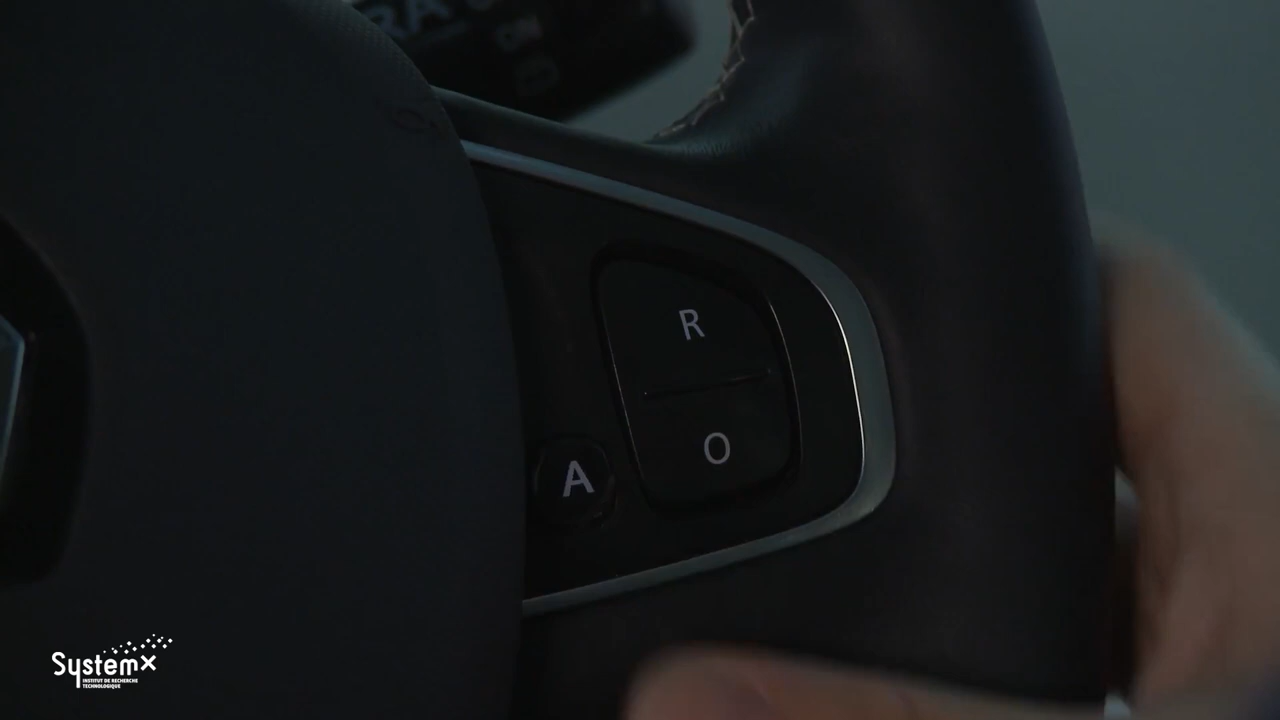 R
O
A
Systemx
INSTITUT DE RECHERCHE
TECHNOLOGIQUE